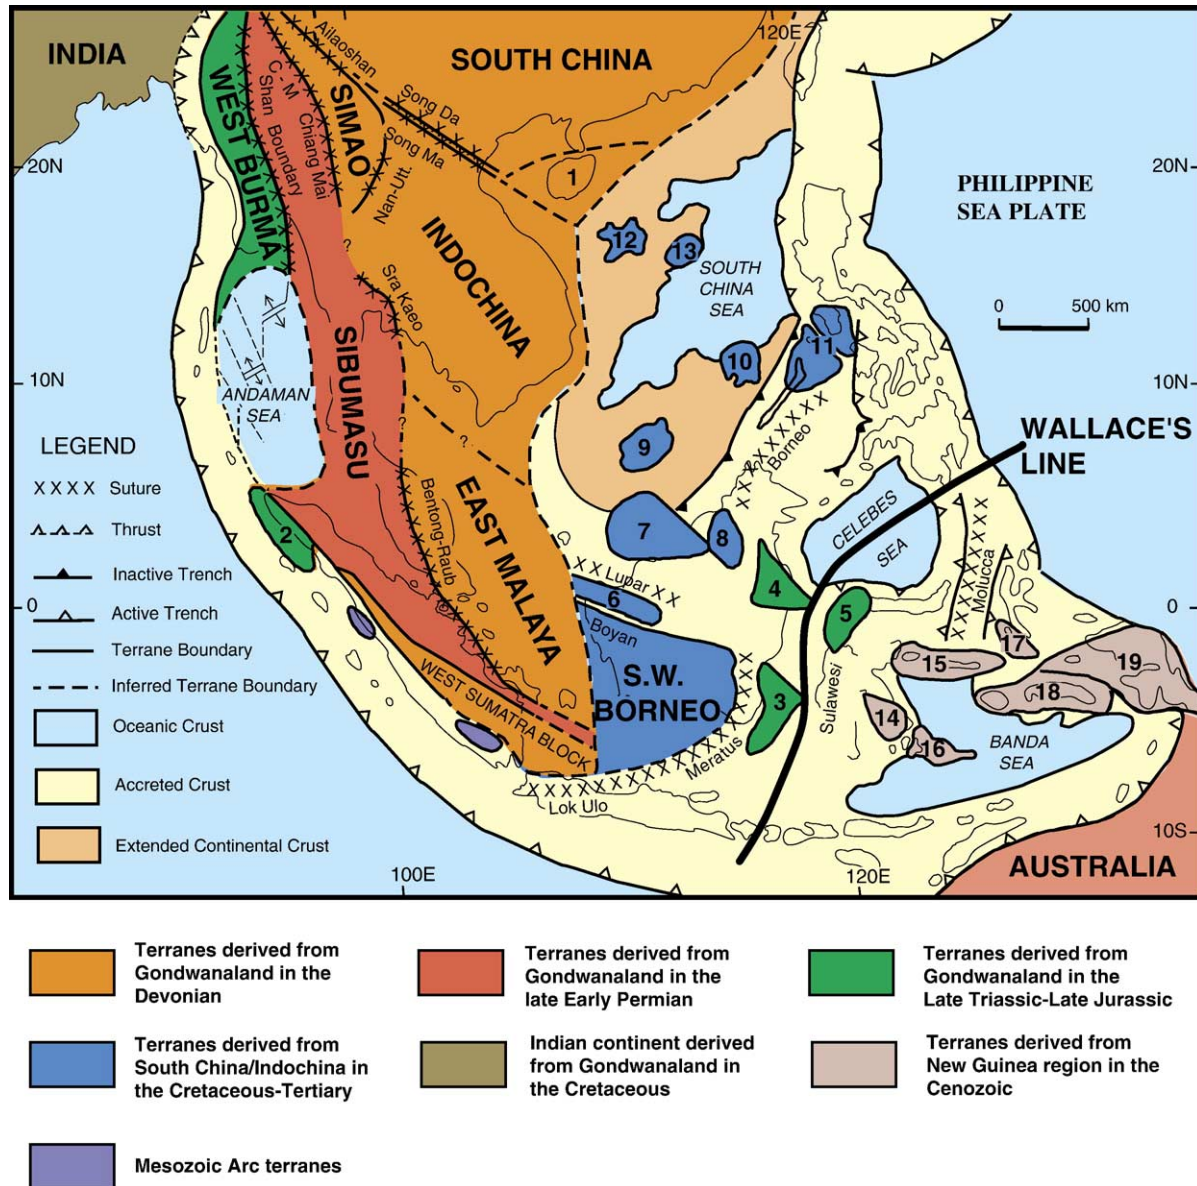 INDIA
SOUTH CHINA
120E
Ailaoshan
Song Da
Song Ma
SIMAO
C.-M
Chiang Mai
Shan Boundary
WEST BURMA
Nan-Utt.
20N
20N
1
PHILIPPINE
SEA PLATE
INDOCHINA
12
13
SOUTH
CHINA
SEA
?
Sra Kaeo
0 500 km
SIBUMASU
10
11
10N
10N
ANDAMAN
SEA
?
?
9
Borneo
WALLACE'S
LINE
LEGEND
X X X X Suture
Thrust
Inactive Trench
Active Trench
Terrane Boundary
Inferred Terrane Boundary
Oceanic Crust
Accreted Crust
Extended Continental Crust
Bentong-Raub
EAST MALAYA
2
7
8
CELEBES
SEA
Molucca
Lupar
4
5
6
0
0
Boyan
S.W.
BORNEO
WEST SUMATRA BLOCK
3
Sulawesi
Meratus
Lok Ulo
15
17
19
18
14
16
BANDA
SEA
10S
100E
120E
AUSTRALIA
Terranes derived from
Gondwanaland in the
Devonian
Terranes derived from
Gondwanaland in the
late Early Permian
Terranes derived from
Gondwanaland in the
Late Triassic-Late Jurassic
Terranes derived from
South China/Indochina in
the Cretaceous-Tertiary
Indian continent derived
from Gondwanaland in
the Cretaceous
Terranes derived from
New Guinea region in the
Cenozoic
Mesozoic Arc terranes